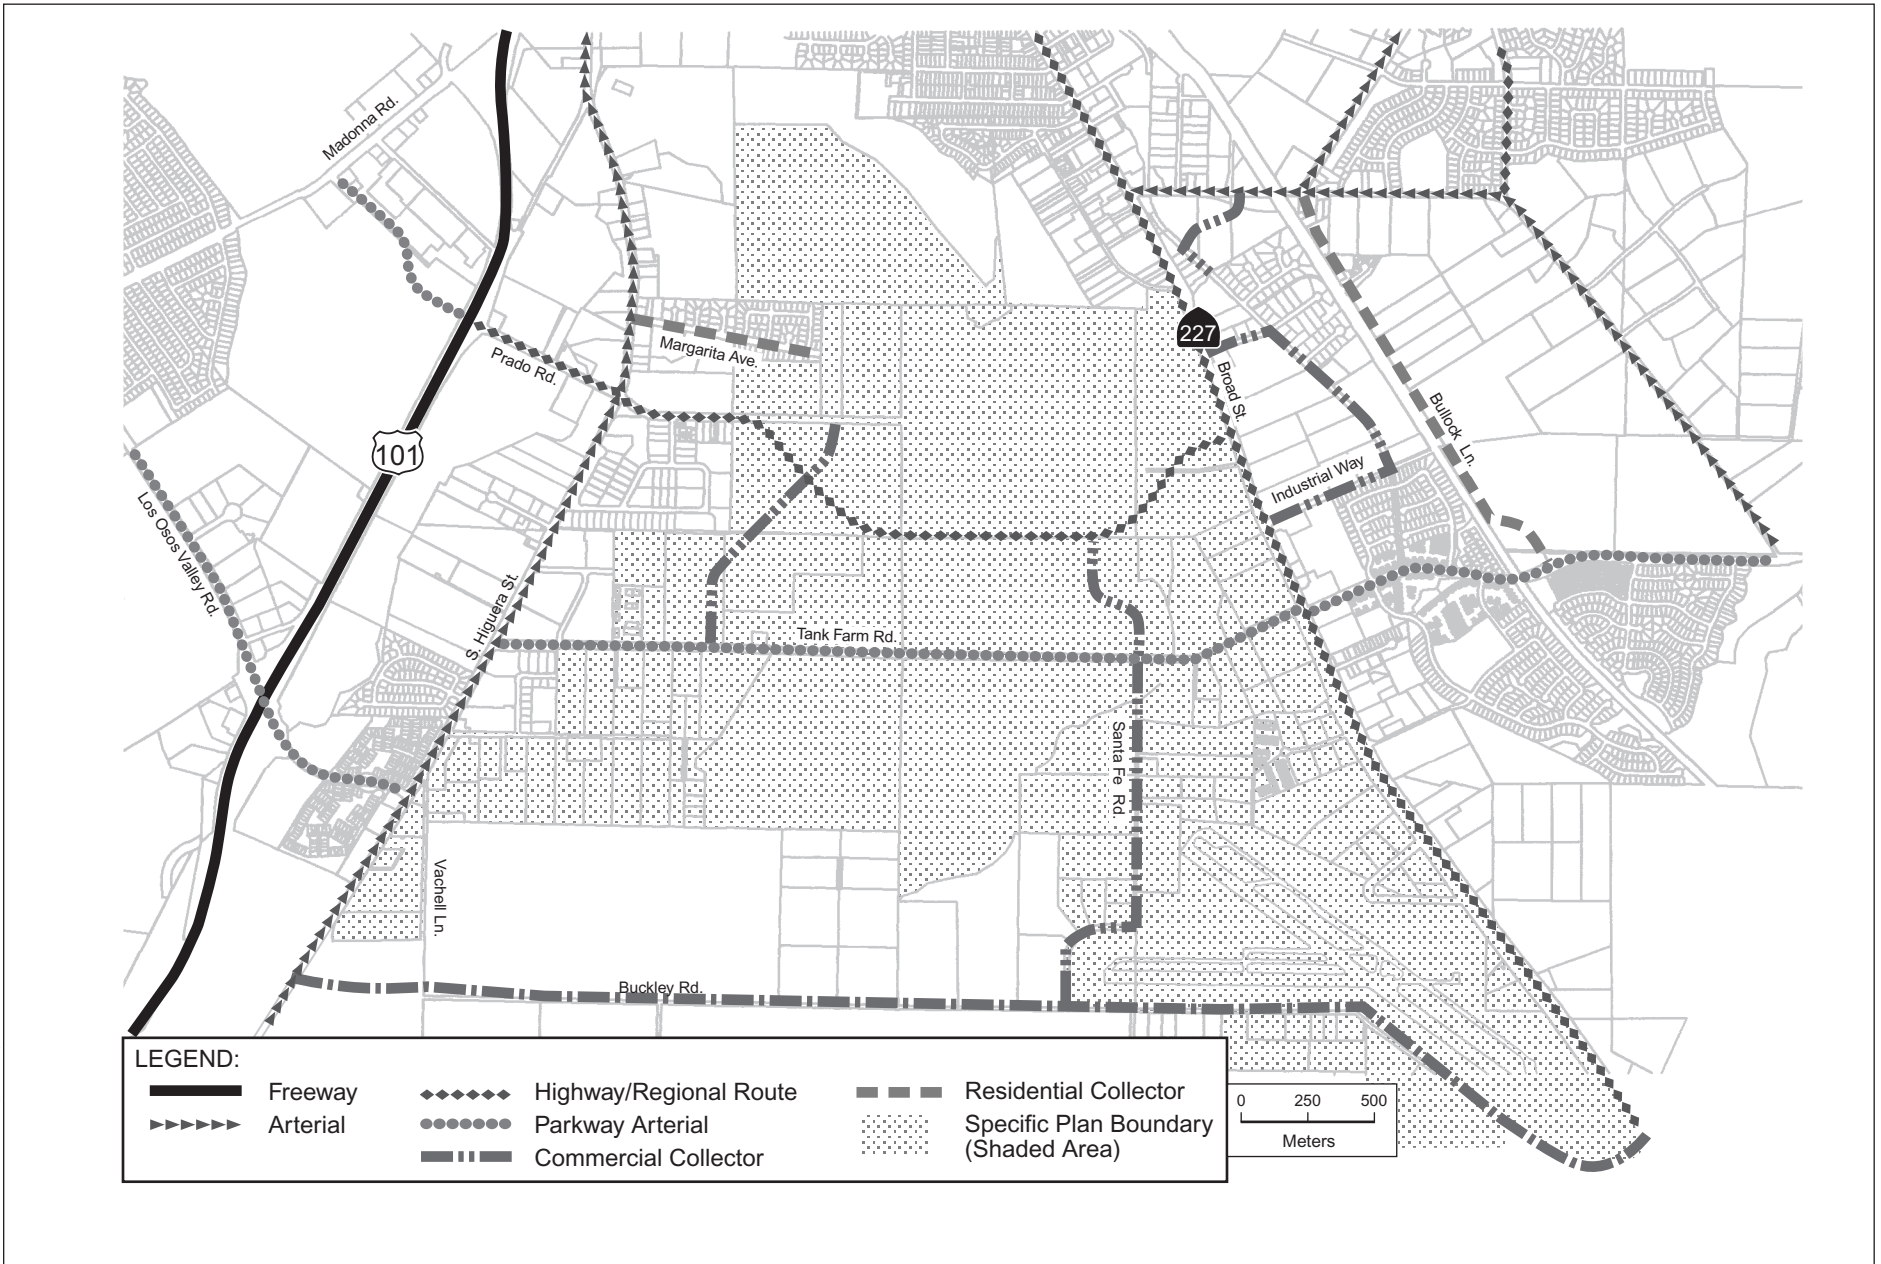 Madonna Rd.
Prado Rd.
Margarita Ave.
227
Broad St.
101
Bullock Ln.
Industrial Way
Los Osos Valley Rd.
S. Higuera St.
Tank Farm Rd.
Santa Fe Rd.
Vachell Ln.
Buckley Rd.
LEGEND:
Freeway
Arterial
Highway/Regional Route
Parkway Arterial
Commercial Collector
Residential Collector
Specific Plan Boundary
(Shaded Area)
0 250 500
Meters